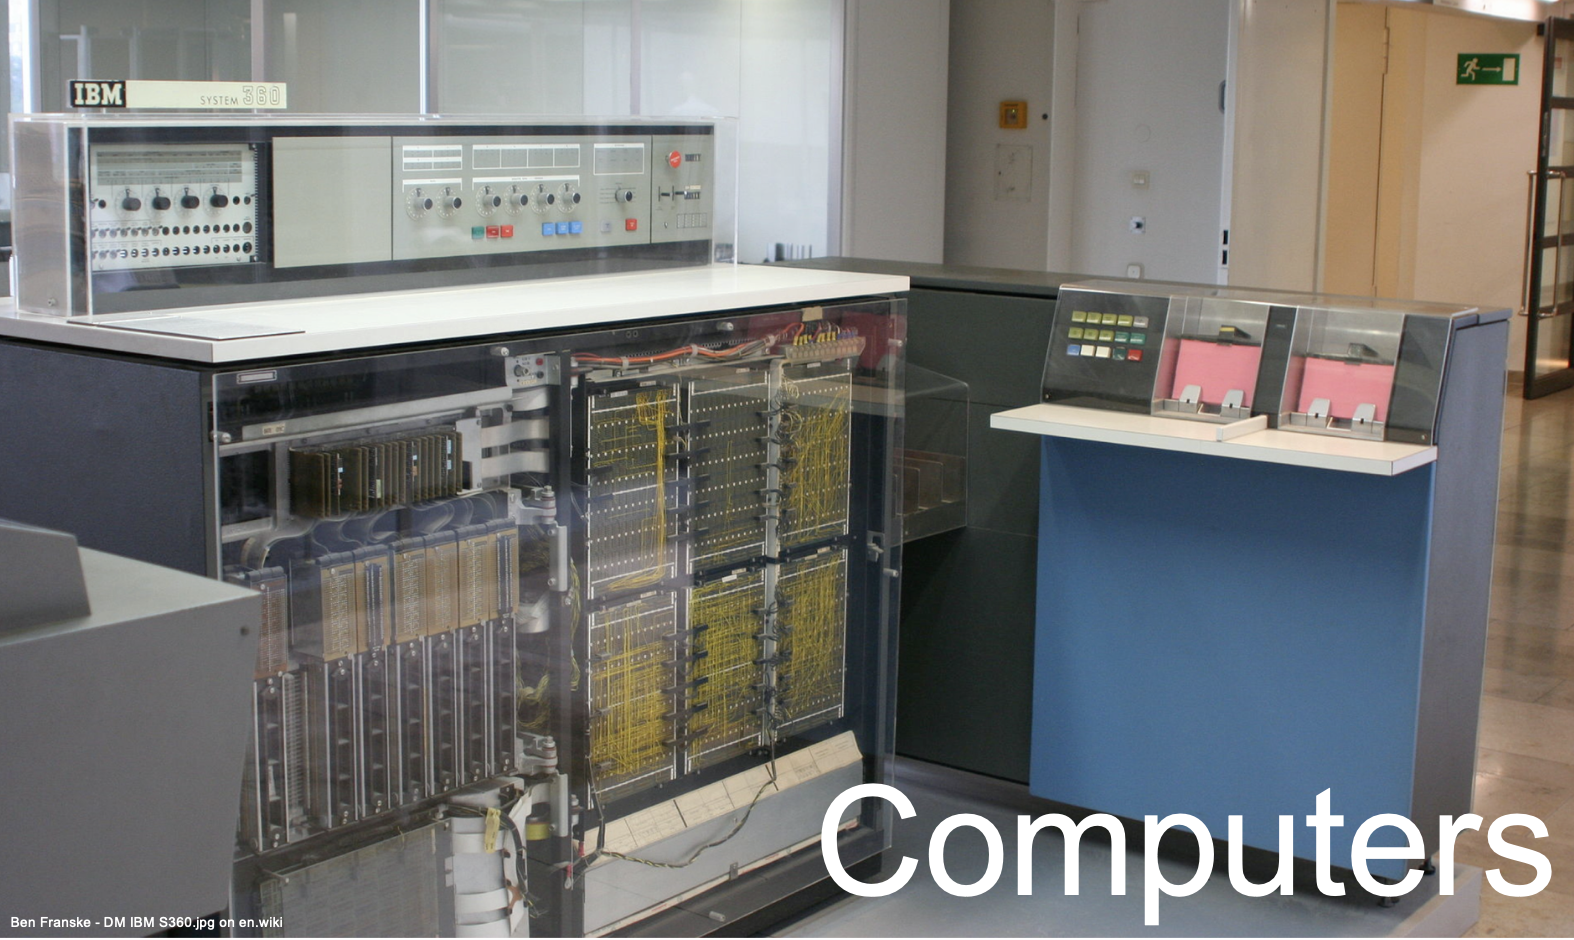 IBM
SYSTEM 360
Computers
Ben Franske - DM IBM S360.jpg on en.wiki